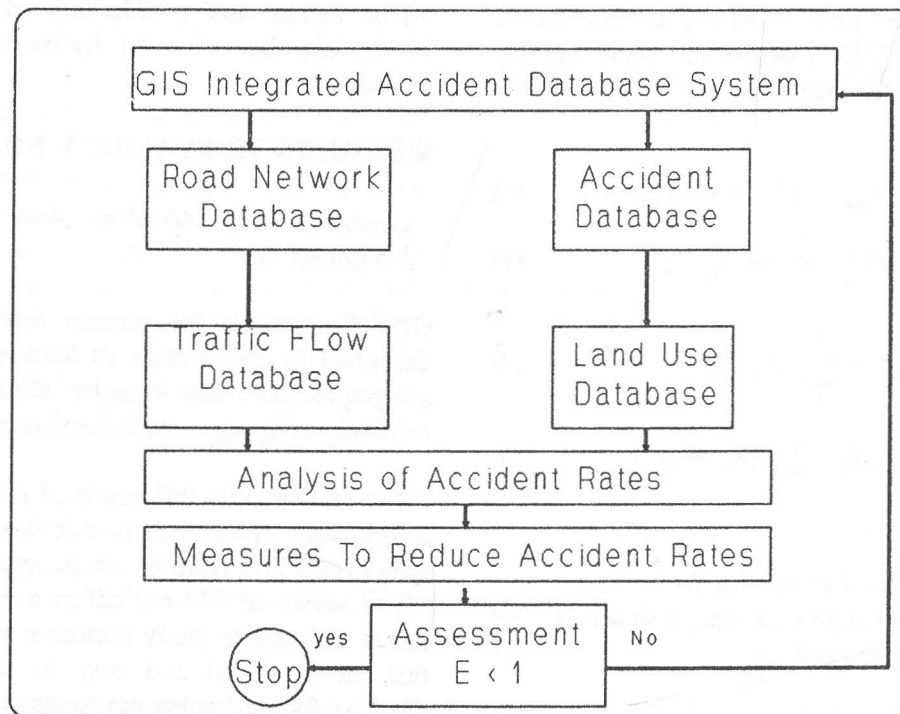 GIS Integrated Accident Database System
Road Network
Database
Accident
Database
Traffic Flow
Database
Land Use
Database
Analysis of Accident Rates
Measures To Reduce Accident Rates
Assessment
E < 1
yes
No
Stop